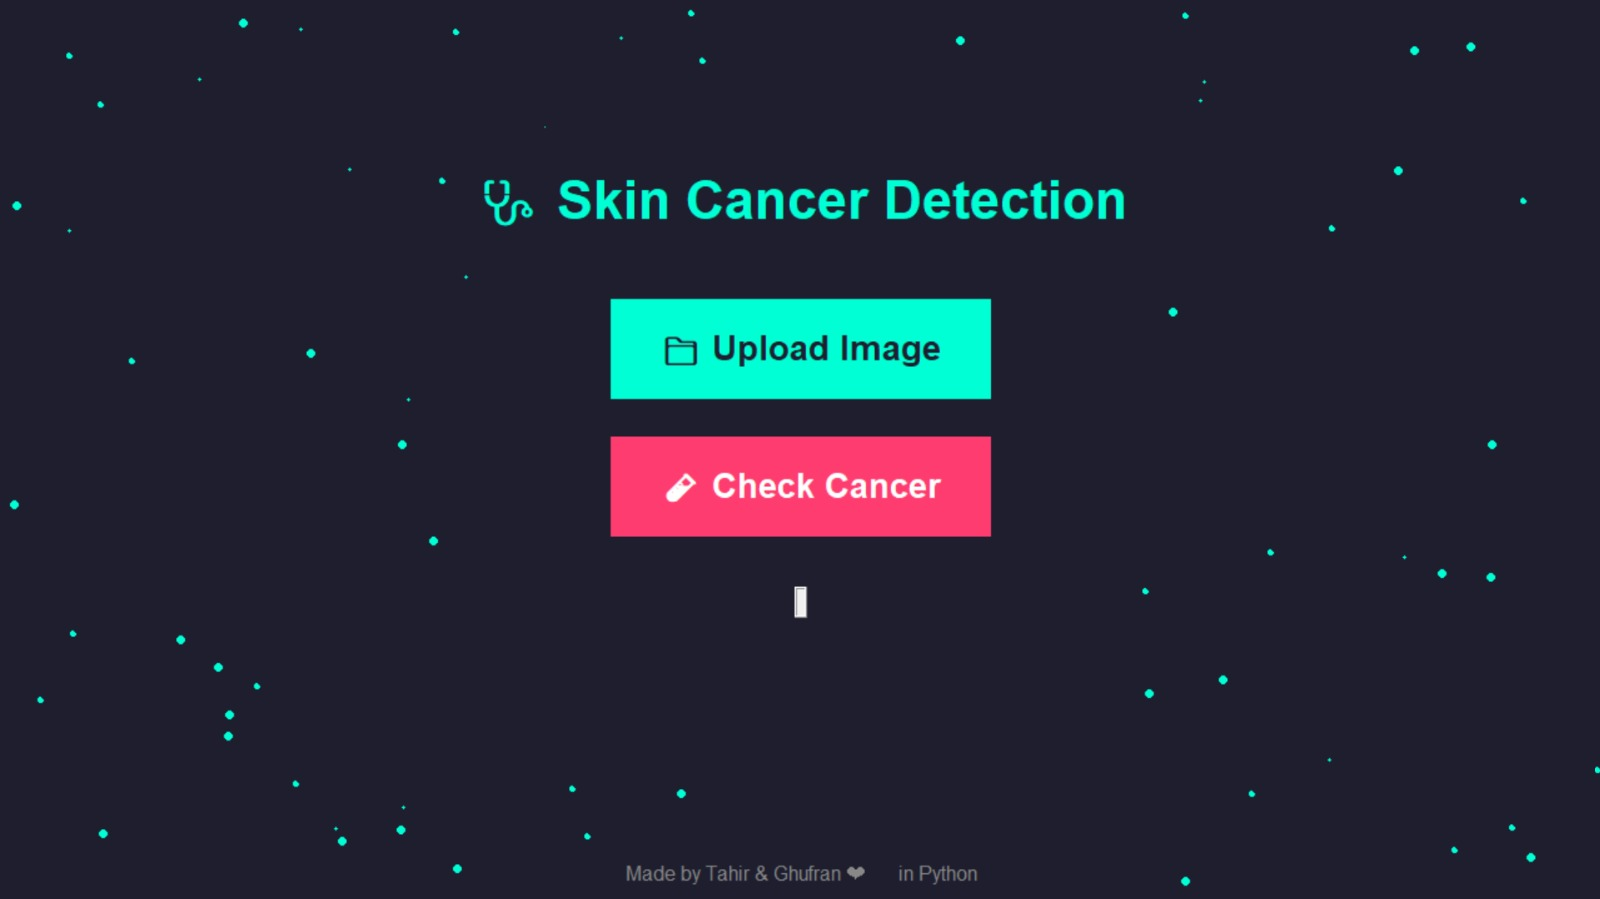 Skin Cancer Detection
Upload Image
Check Cancer
Made by Tahir & Ghufran ❤ in Python